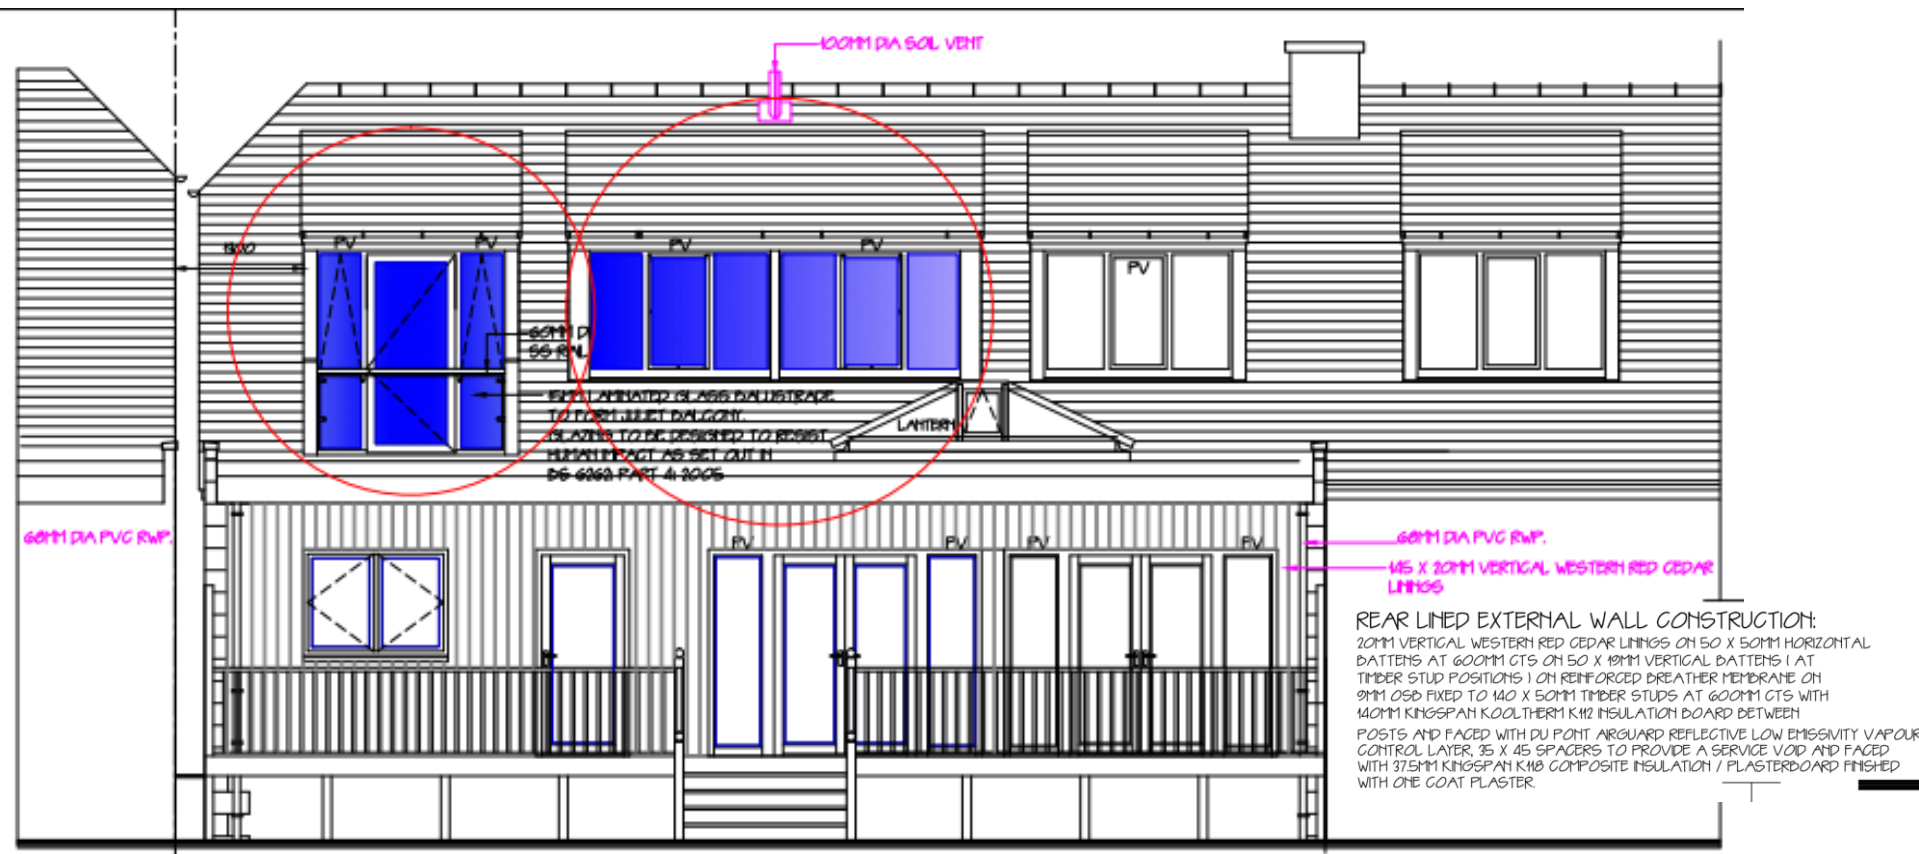 100MM DIA SOIL VENT
PV
PV
PV
PV
PV
60MM D
SS RAIL
15MM LAMINATED GLASS BALUSTRADE
TO FORM JULIET BALCONY.
GLAZING TO BE DESIGNED TO RESIST
HUMAN IMPACT AS SET OUT IN
BS 6262: PART 4: 2005
LANTERN
68MM DIA PVC RWP.
PV
PV
PV
PV
68MM DIA PVC RWP.
145 X 20MM VERTICAL WESTERN RED CEDAR
LININGS
REAR LINED EXTERNAL WALL CONSTRUCTION:
20MM VERTICAL WESTERN RED CEDAR LININGS ON 50 X 50MM HORIZONTAL
BATTENS AT 600MM CTS ON 50 X 19MM VERTICAL BATTENS ( AT
TIMBER STUD POSITIONS ) ON REINFORCED BREATHER MEMBRANE ON
9MM OSB FIXED TO 140 X 50MM TIMBER STUDS AT 600MM CTS WITH
140MM KINGSPAN KOOLTHERM K112 INSULATION BOARD BETWEEN
POSTS AND FACED WITH DU PONT AIRGUARD REFLECTIVE LOW EMISSIVITY VAPOUR
CONTROL LAYER, 35 X 45 SPACERS TO PROVIDE A SERVICE VOID AND FACED
WITH 37.5MM KINGSPAN K118 COMPOSITE INSULATION / PLASTERBOARD FINISHED
WITH ONE COAT PLASTER.